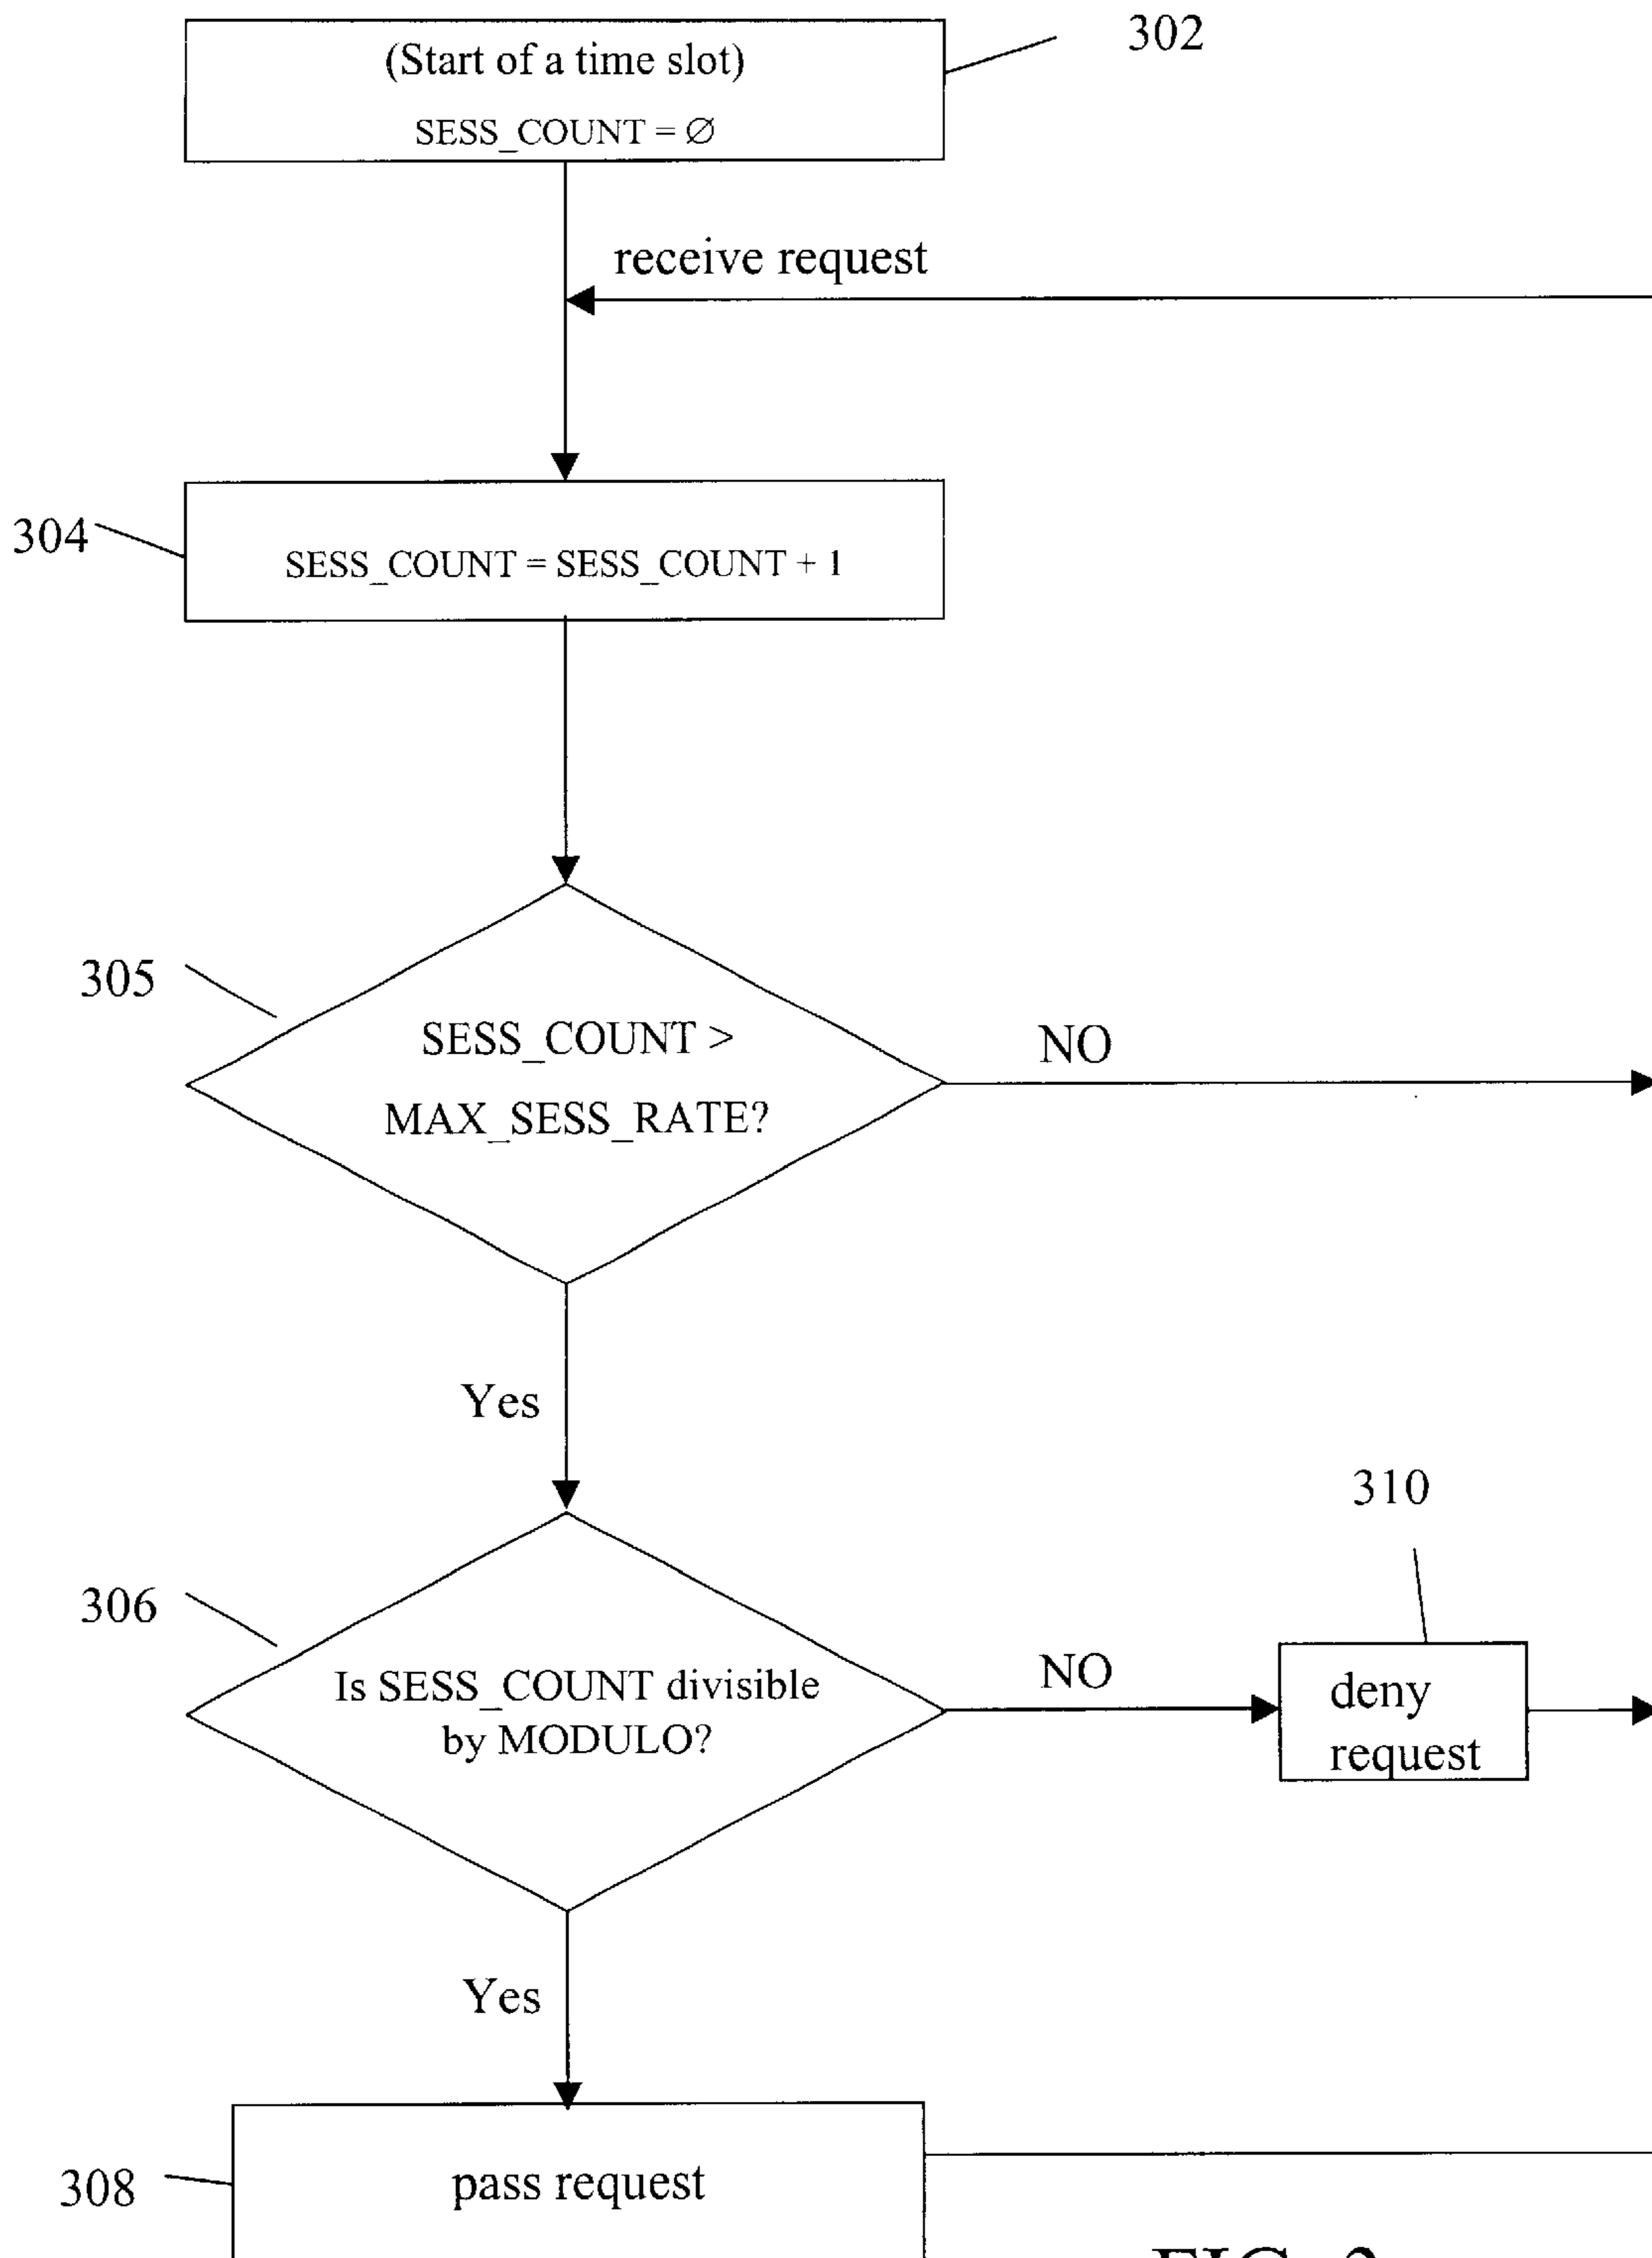 302
(Start of a time slot)
SESS_COUNT = ∅
receive request
304
SESS_COUNT = SESS_COUNT + 1
305
SESS_COUNT >
MAX_SESS_RATE?
NO
Yes
310
306
Is SESS_COUNT divisible
by MODULO?
NO
deny
request
Yes
308
pass request